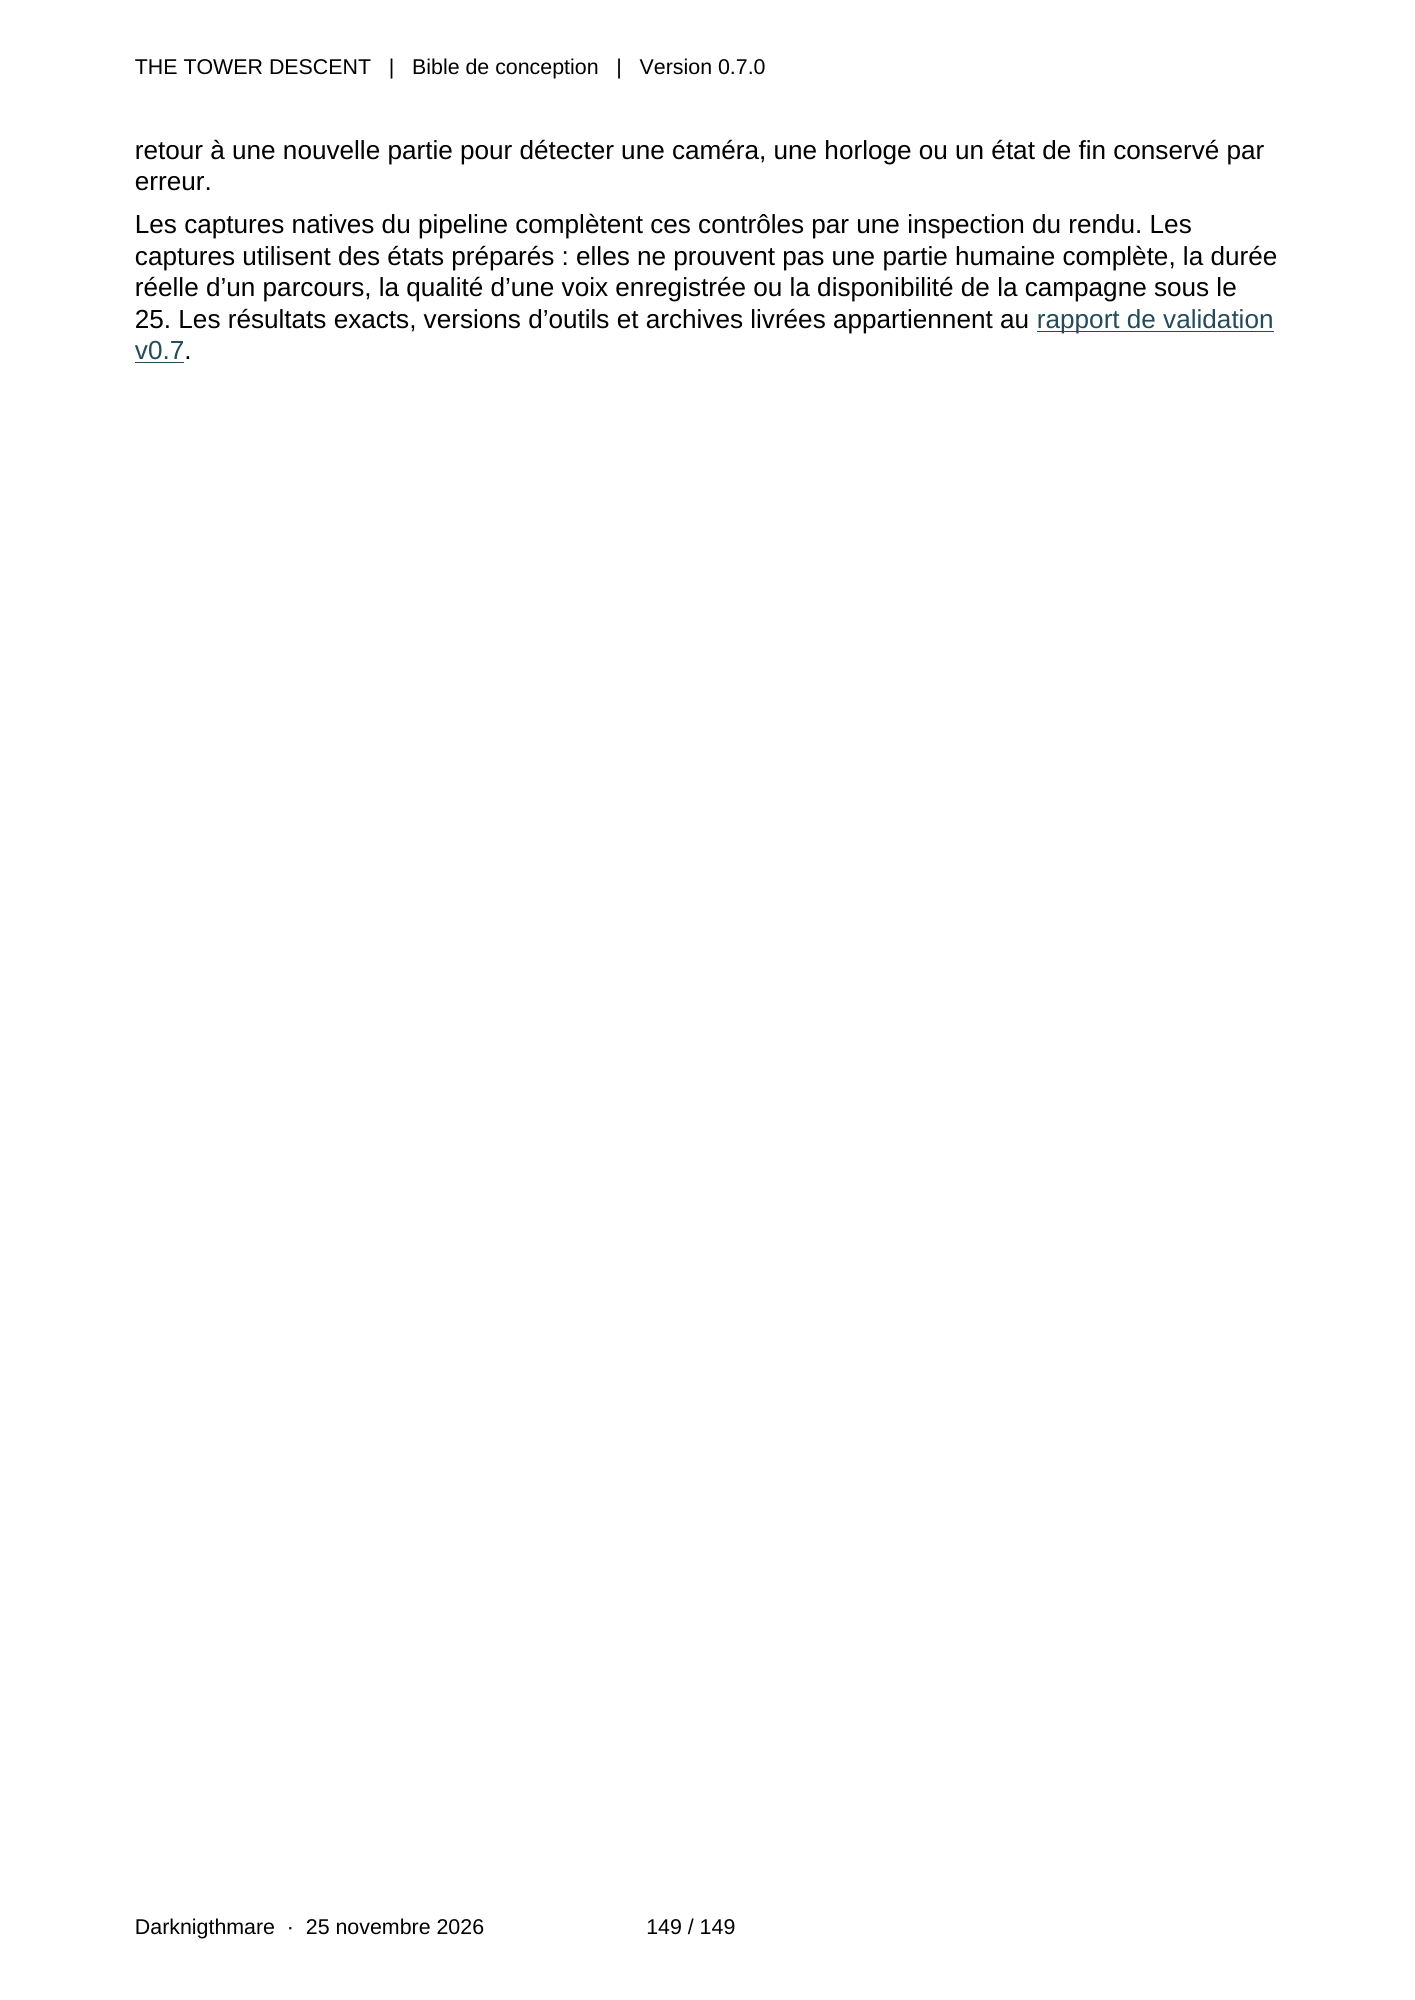 THE TOWER DESCENT | Bible de conception | Version 0.7.0
retour à une nouvelle partie pour détecter une caméra, une horloge ou un état de fin conservé par
erreur.
Les captures natives du pipeline complètent ces contrôles par une inspection du rendu. Les
captures utilisent des états préparés : elles ne prouvent pas une partie humaine complète, la durée
réelle d’un parcours, la qualité d’une voix enregistrée ou la disponibilité de la campagne sous le
25. Les résultats exacts, versions d’outils et archives livrées appartiennent au rapport de validation
v0.7.
Darknigthmare · 25 novembre 2026 149 / 149